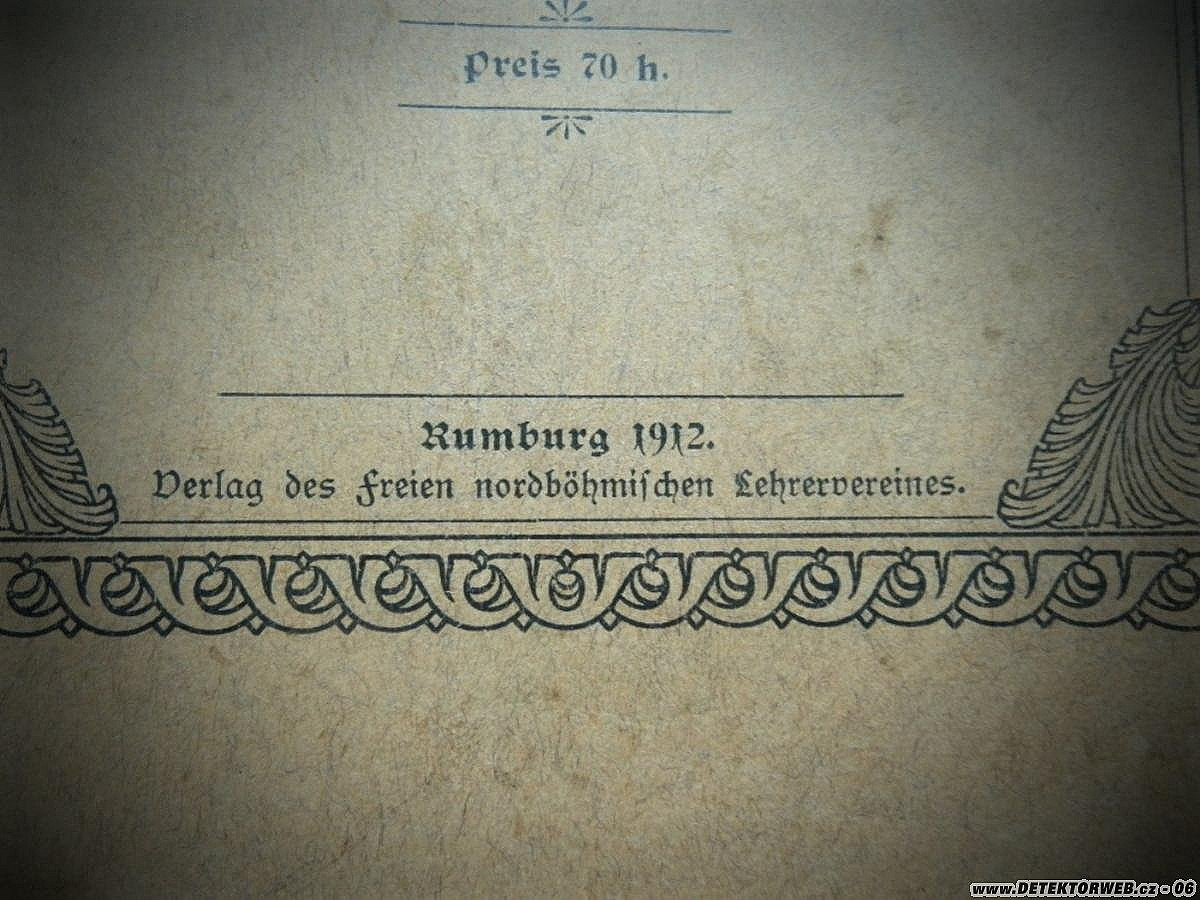 Preis 70 h.
Rumburg 1912.
Verlag des Freien nordböhmischen Lehrervereines.
www.DETEKTORWEB.cz - 06